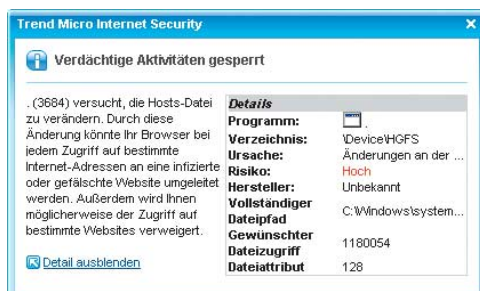 Trend Micro Internet Security
Verdächtige Aktivitäten gesperrt
. (3684) versucht, die Hosts-Datei
zu verändern. Durch diese
Änderung könnte Ihr Browser bei
jedem Zugriff auf bestimmte
Internet-Adressen an eine infizierte
oder gefälschte Website umgeleitet
werden. Außerdem wird Ihnen
möglicherweise der Zugriff auf
bestimmte Websites verweigert.
Detail ausblenden
Details
Programm: .
Verzeichnis: \Device\HGFS
Ursache: Änderungen an der ...
Risiko: Hoch
Hersteller: Unbekannt
Vollständiger
Dateipfad C:\Windows\system...
Gewünschter
Dateizugriff 1180054
Dateiattribut 128